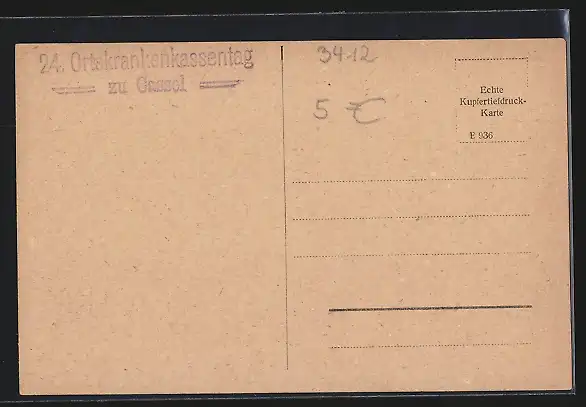 24. Ortskrankenkassentag
zu Cassel
34-12
5 €
Echte
Kupfertiefdruck-
Karte
E 936